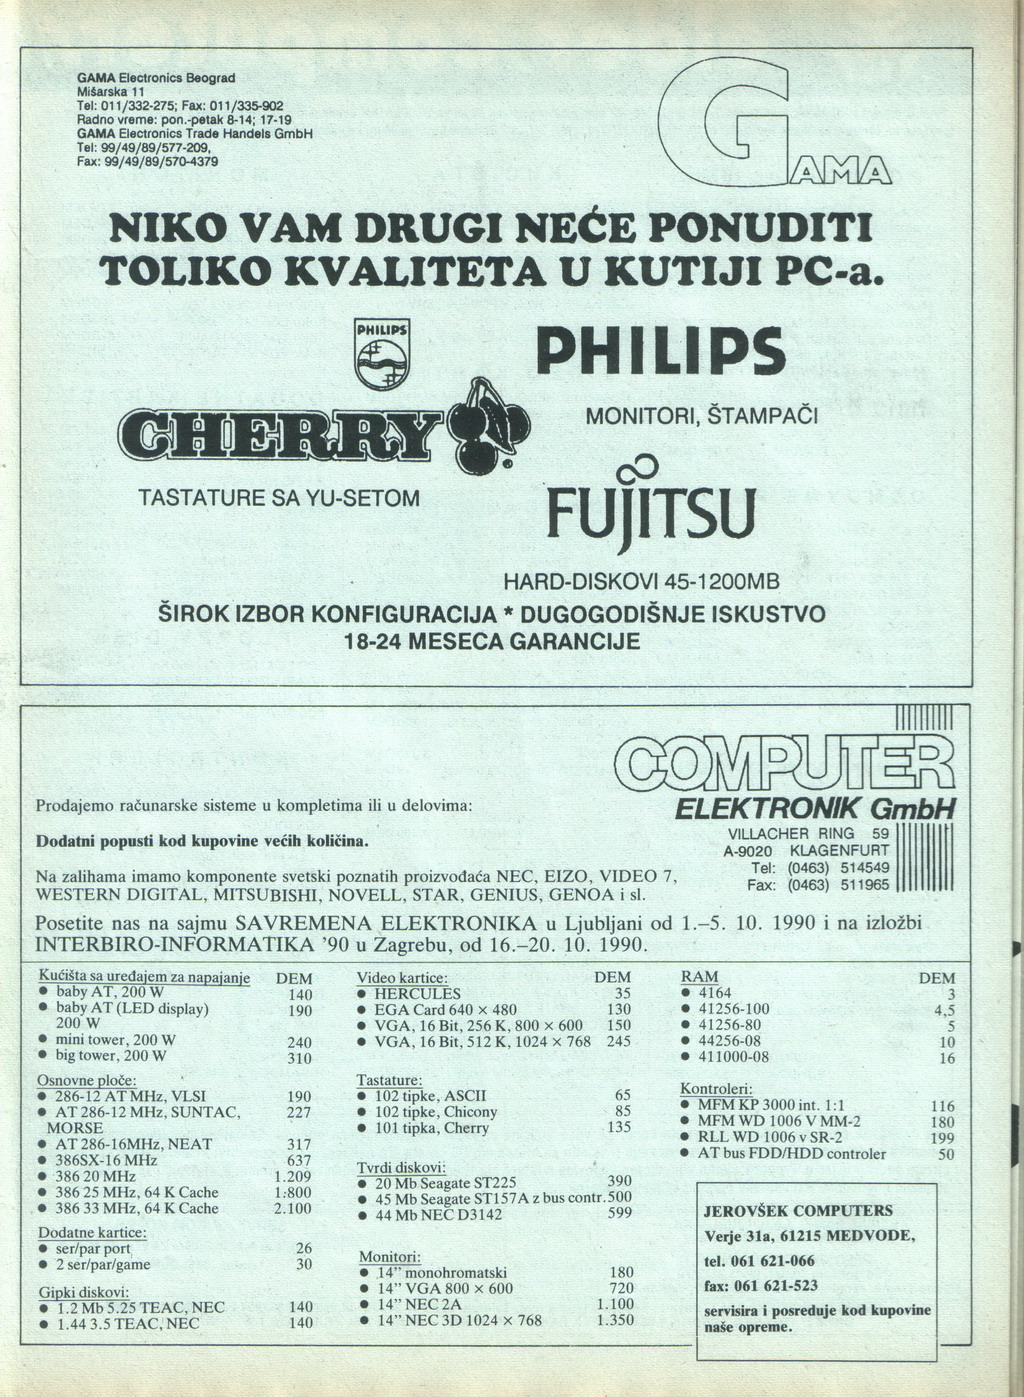 GAMA Electronics Beograd
Mišarska 11
Tel: 011/332-275; Fax: 011/335-902
Radno vreme: pon.-petak 8-14; 17-19
GAMA Electronics Trade Handels GmbH
Tel: 99/49/89/577-209,
Fax: 99/49/89/570-4379
GAMA
NIKO VAM DRUGI NEĆE PONUDITI
TOLIKO KVALITETA U KUTIJI PC-a.
PHILIPS
PHILIPS
MONITORI, ŠTAMPAČI
CHERRY
TASTATURE SA YU-SETOM
FUJITSU
HARD-DISKOVI 45-1200MB
ŠIROK IZBOR KONFIGURACIJA * DUGOGODIŠNJE ISKUSTVO
18-24 MESECA GARANCIJE
COMPUTER
ELEKTRONIK GmbH
VILLACHER RING 59
A-9020 KLAGENFURT
Tel: (0463) 514549
Fax: (0463) 511965
Prodajemo računarske sisteme u kompletima ili u delovima:
Dodatni popusti kod kupovine većih količina.
Na zalihama imamo komponente svetski poznatih proizvođača NEC, EIZO, VIDEO 7,
WESTERN DIGITAL, MITSUBISHI, NOVELL, STAR, GENIUS, GENOA i sl.
Posetite nas na sajmu SAVREMENA ELEKTRONIKA u Ljubljani od 1.–5. 10. 1990 i na izložbi
INTERBIRO-INFORMATIKA '90 u Zagrebu, od 16.–20. 10. 1990.
Kućišta sa uređajem za napajanje DEM
● baby AT, 200 W 140
● baby AT (LED display) 190
200 W
● mini tower, 200 W 240
● big tower, 200 W 310
Osnovne ploče:
● 286-12 AT MHz, VLSI 190
● AT 286-12 MHz, SUNTAC, 227
MORSE
● AT 286-16MHz, NEAT 317
● 386SX-16 MHz 637
● 386 20 MHz 1.209
● 386 25 MHz, 64 K Cache 1.800
● 386 33 MHz, 64 K Cache 2.100
Dodatne kartice:
● ser/par port 26
● 2 ser/par/game 30
Gipki diskovi:
● 1.2 Mb 5.25 TEAC, NEC 140
● 1.44 3.5 TEAC, NEC 140
Video kartice: DEM
● HERCULES 35
● EGA Card 640 × 480 130
● VGA, 16 Bit, 256 K, 800 × 600 150
● VGA, 16 Bit, 512 K, 1024 × 768 245
Tastature:
● 102 tipke, ASCII 65
● 102 tipke, Chicony 85
● 101 tipka, Cherry 135
Tvrdi diskovi:
● 20 Mb Seagate ST225 390
● 45 Mb Seagate ST157A z bus contr. 500
● 44 Mb NEC D3142 599
Monitori:
● 14" monohromatski 180
● 14" VGA 800 × 600 720
● 14" NEC 2A 1.100
● 14" NEC 3D 1024 × 768 1.350
RAM DEM
● 4164 3
● 41256-100 4,5
● 41256-80 5
● 44256-08 10
● 411000-08 16
Kontroleri:
● MFM KP 3000 int. 1:1 116
● MFM WD 1006 V MM-2 180
● RLL WD 1006 v SR-2 199
● AT bus FDD/HDD controler 50
JEROVŠEK COMPUTERS
Verje 31a, 61215 MEDVODE,
tel. 061 621-066
fax: 061 621-523
servisira i posreduje kod kupovine
naše opreme.